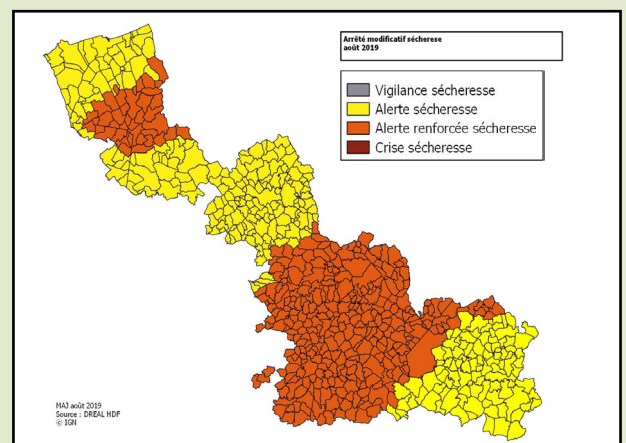 Arrêté modificatif sécherese
août 2019
Vigilance sécheresse
Alerte sécheresse
Alerte renforcée sécheresse
Crise sécheresse
MAJ août 2019
Source : DREAL HDF
© IGN